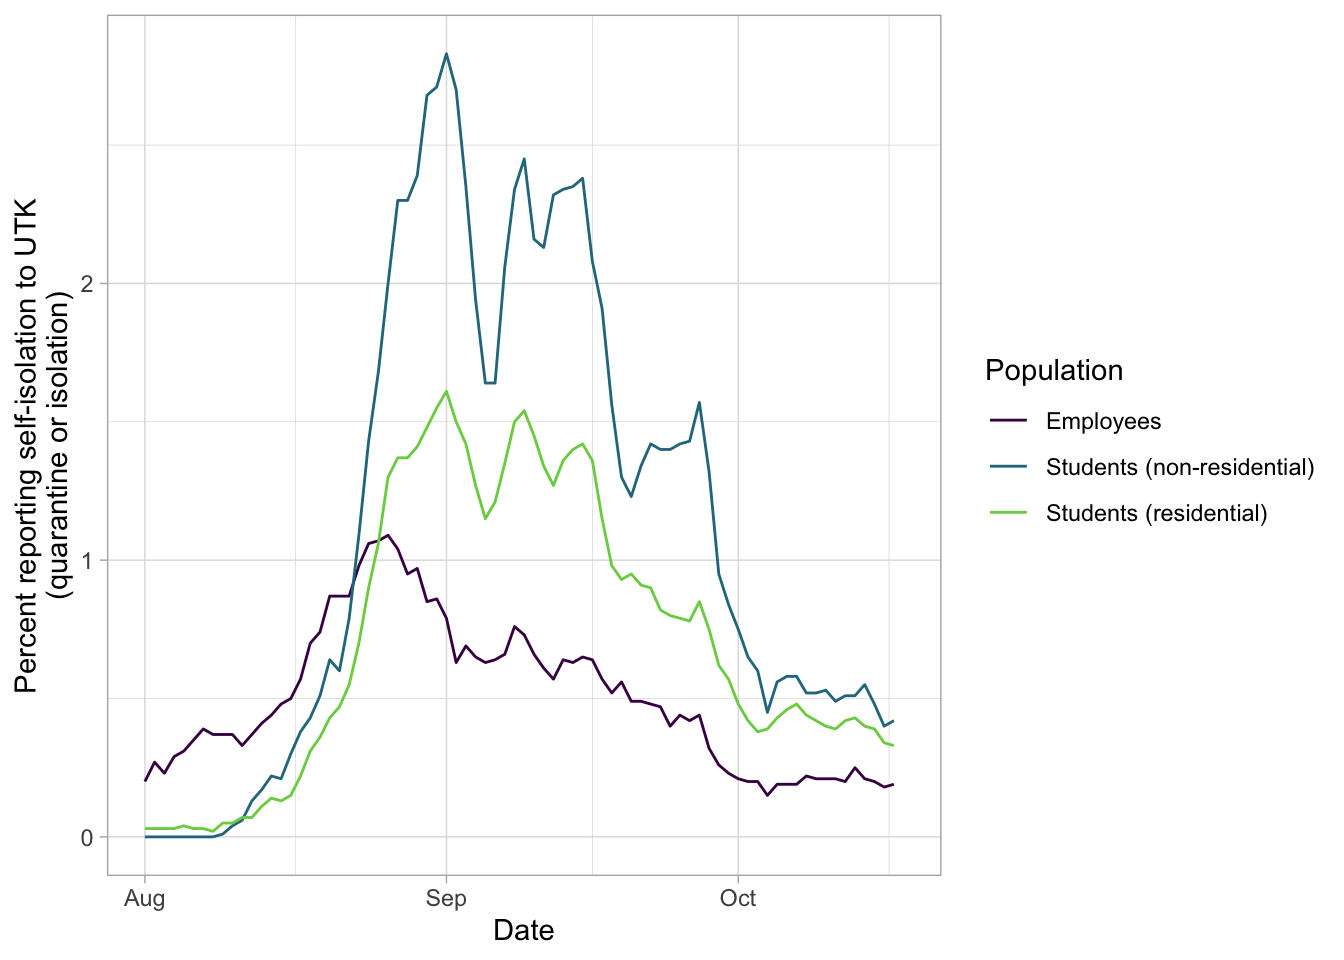 Percent reporting self-isolation to UTK
(quarantine or isolation)
2
1
0
Aug
Sep
Oct
Date
Population
Employees
Students (non-residential)
Students (residential)